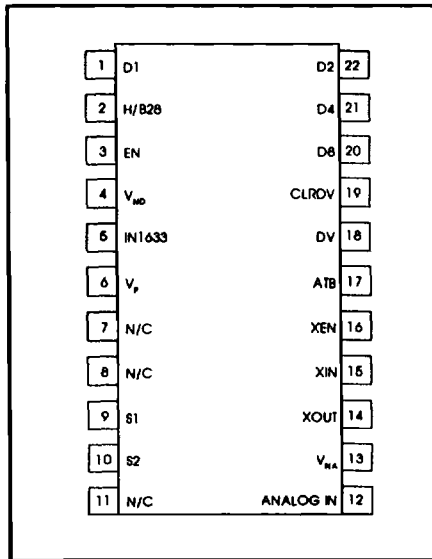 1 D1 D2 22
2 H/B28 D4 21
3 EN D8 20
4 VND CLRDV 19
5 IN1633 DV 18
6 VP ATB 17
7 N/C XEN 16
8 N/C XIN 15
9 S1 XOUT 14
10 S2 VNA 13
11 N/C ANALOG IN 12